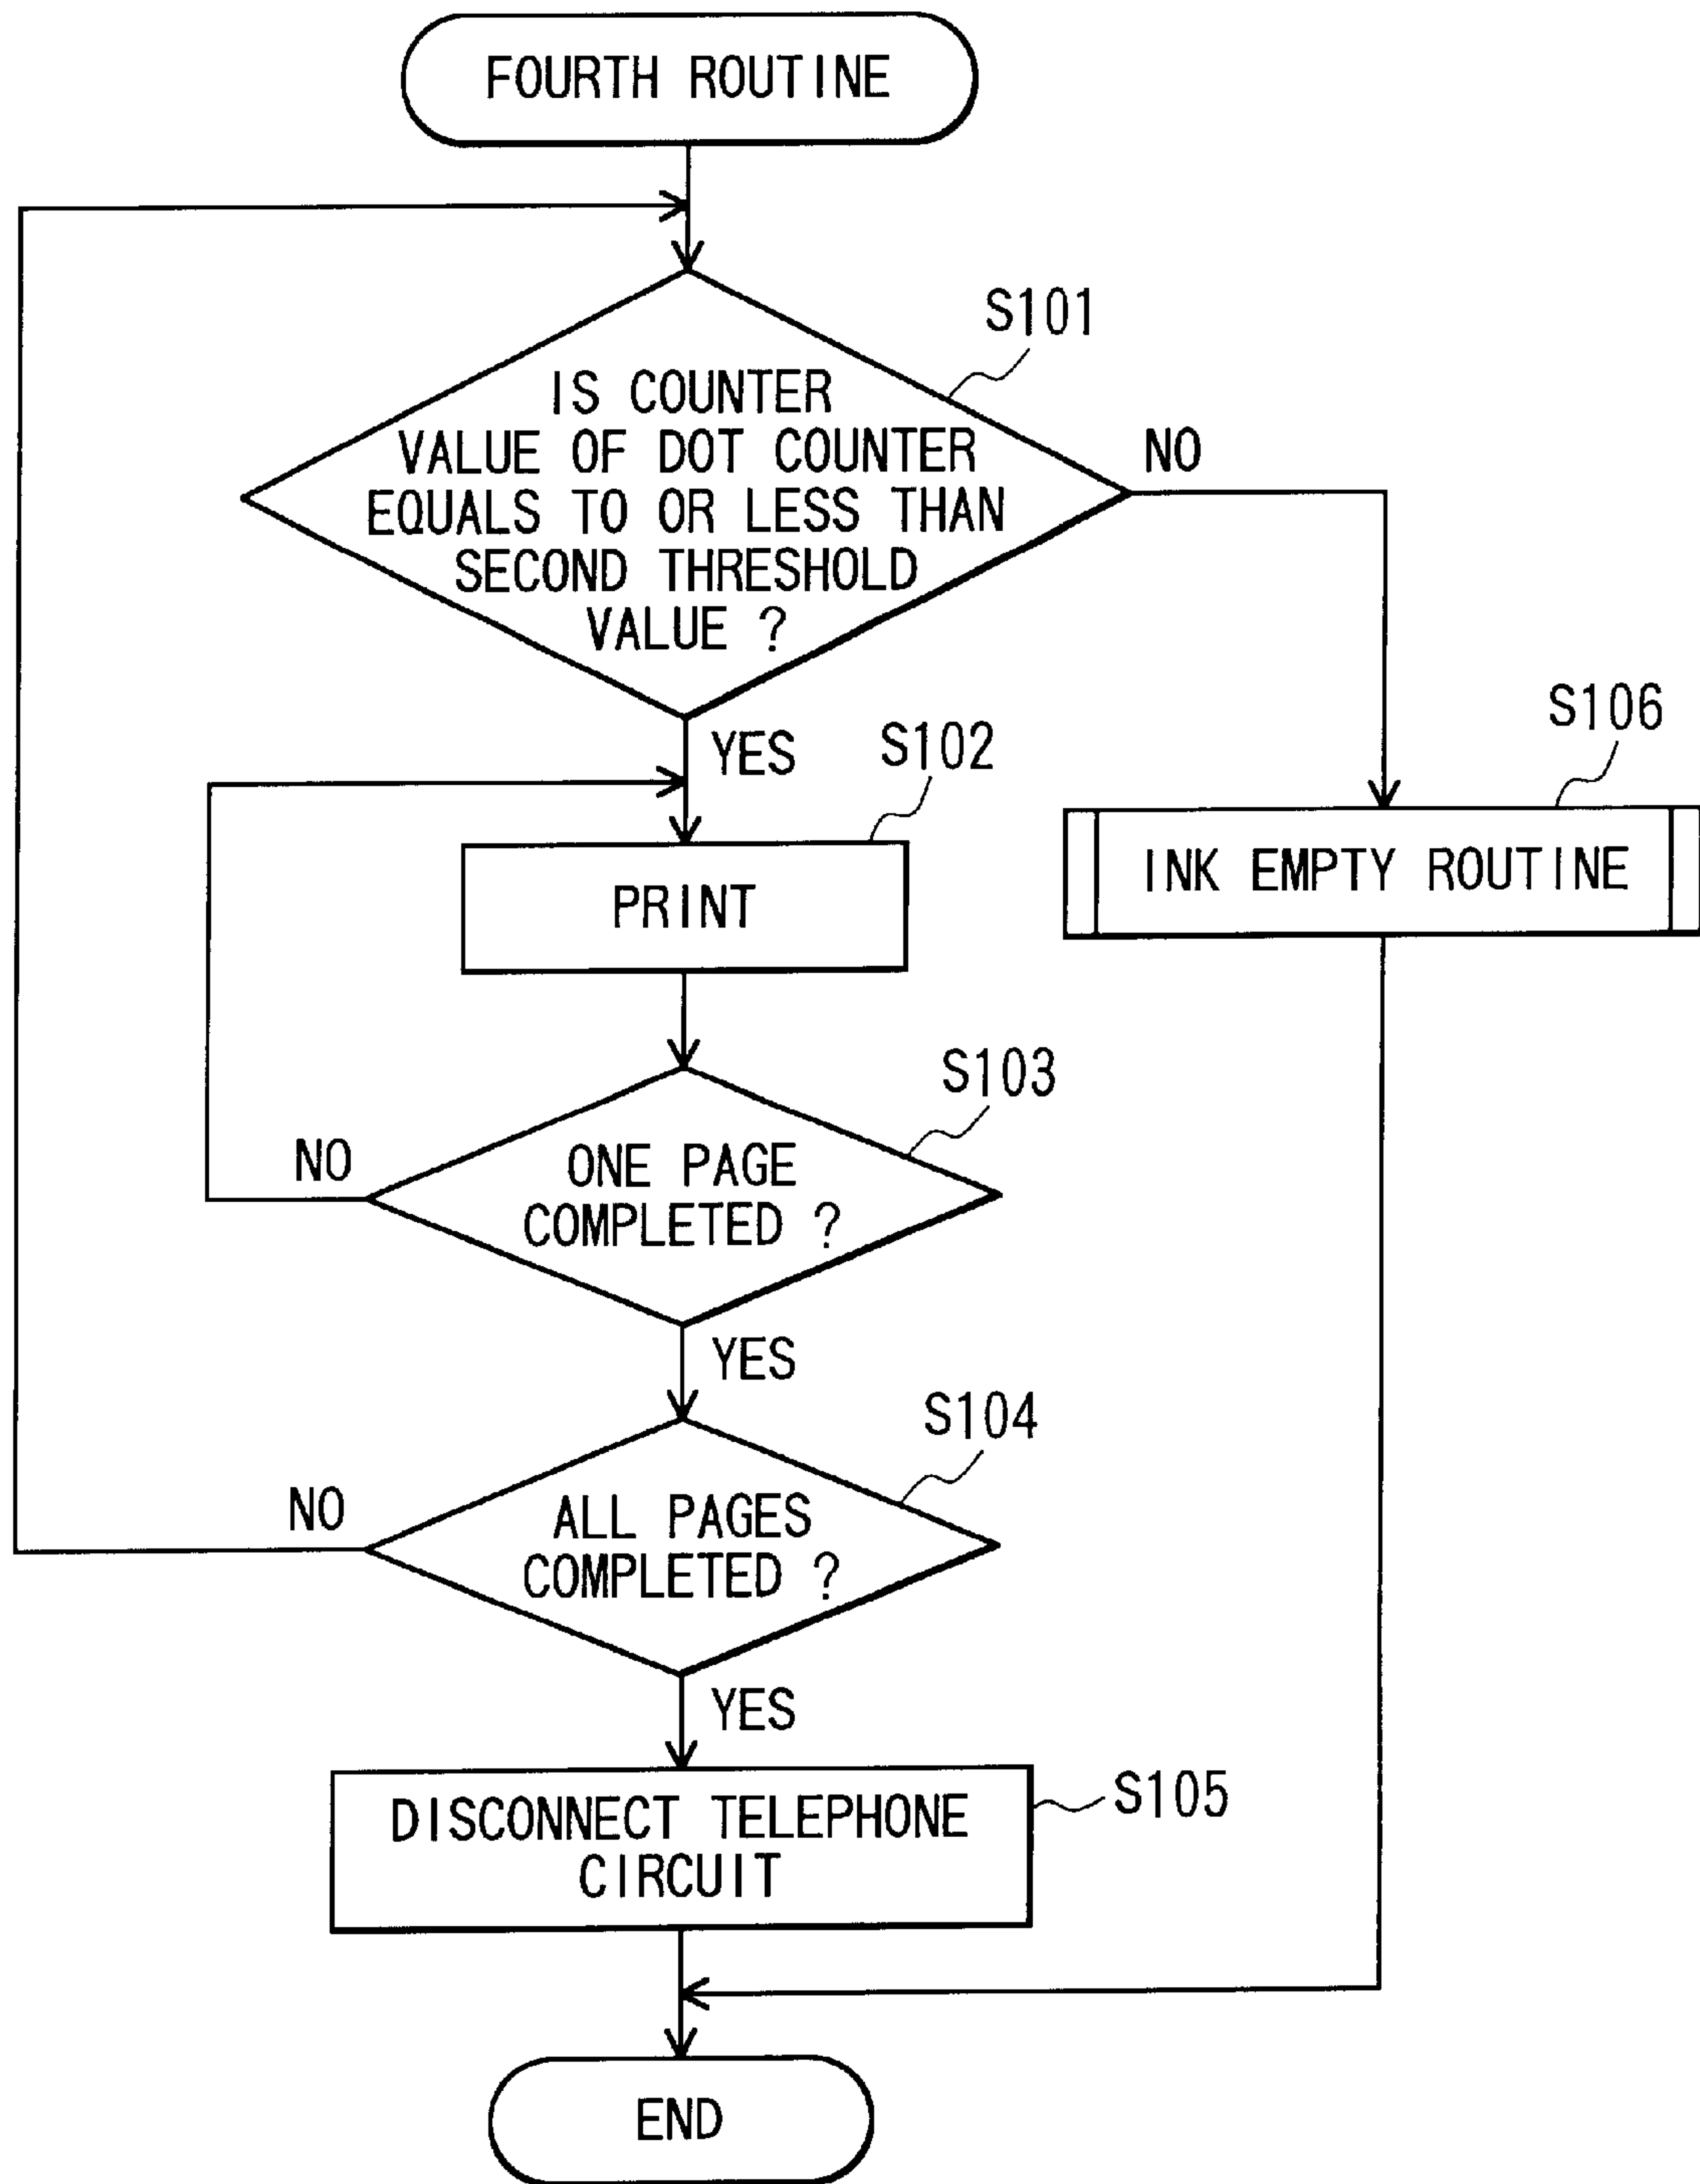 FOURTH ROUTINE
S101
IS COUNTER
VALUE OF DOT COUNTER
EQUALS TO OR LESS THAN
SECOND THRESHOLD
VALUE ?
NO
YES
S102
PRINT
S106
INK EMPTY ROUTINE
S103
ONE PAGE
COMPLETED ?
NO
YES
S104
ALL PAGES
COMPLETED ?
NO
YES
S105
DISCONNECT TELEPHONE
CIRCUIT
END